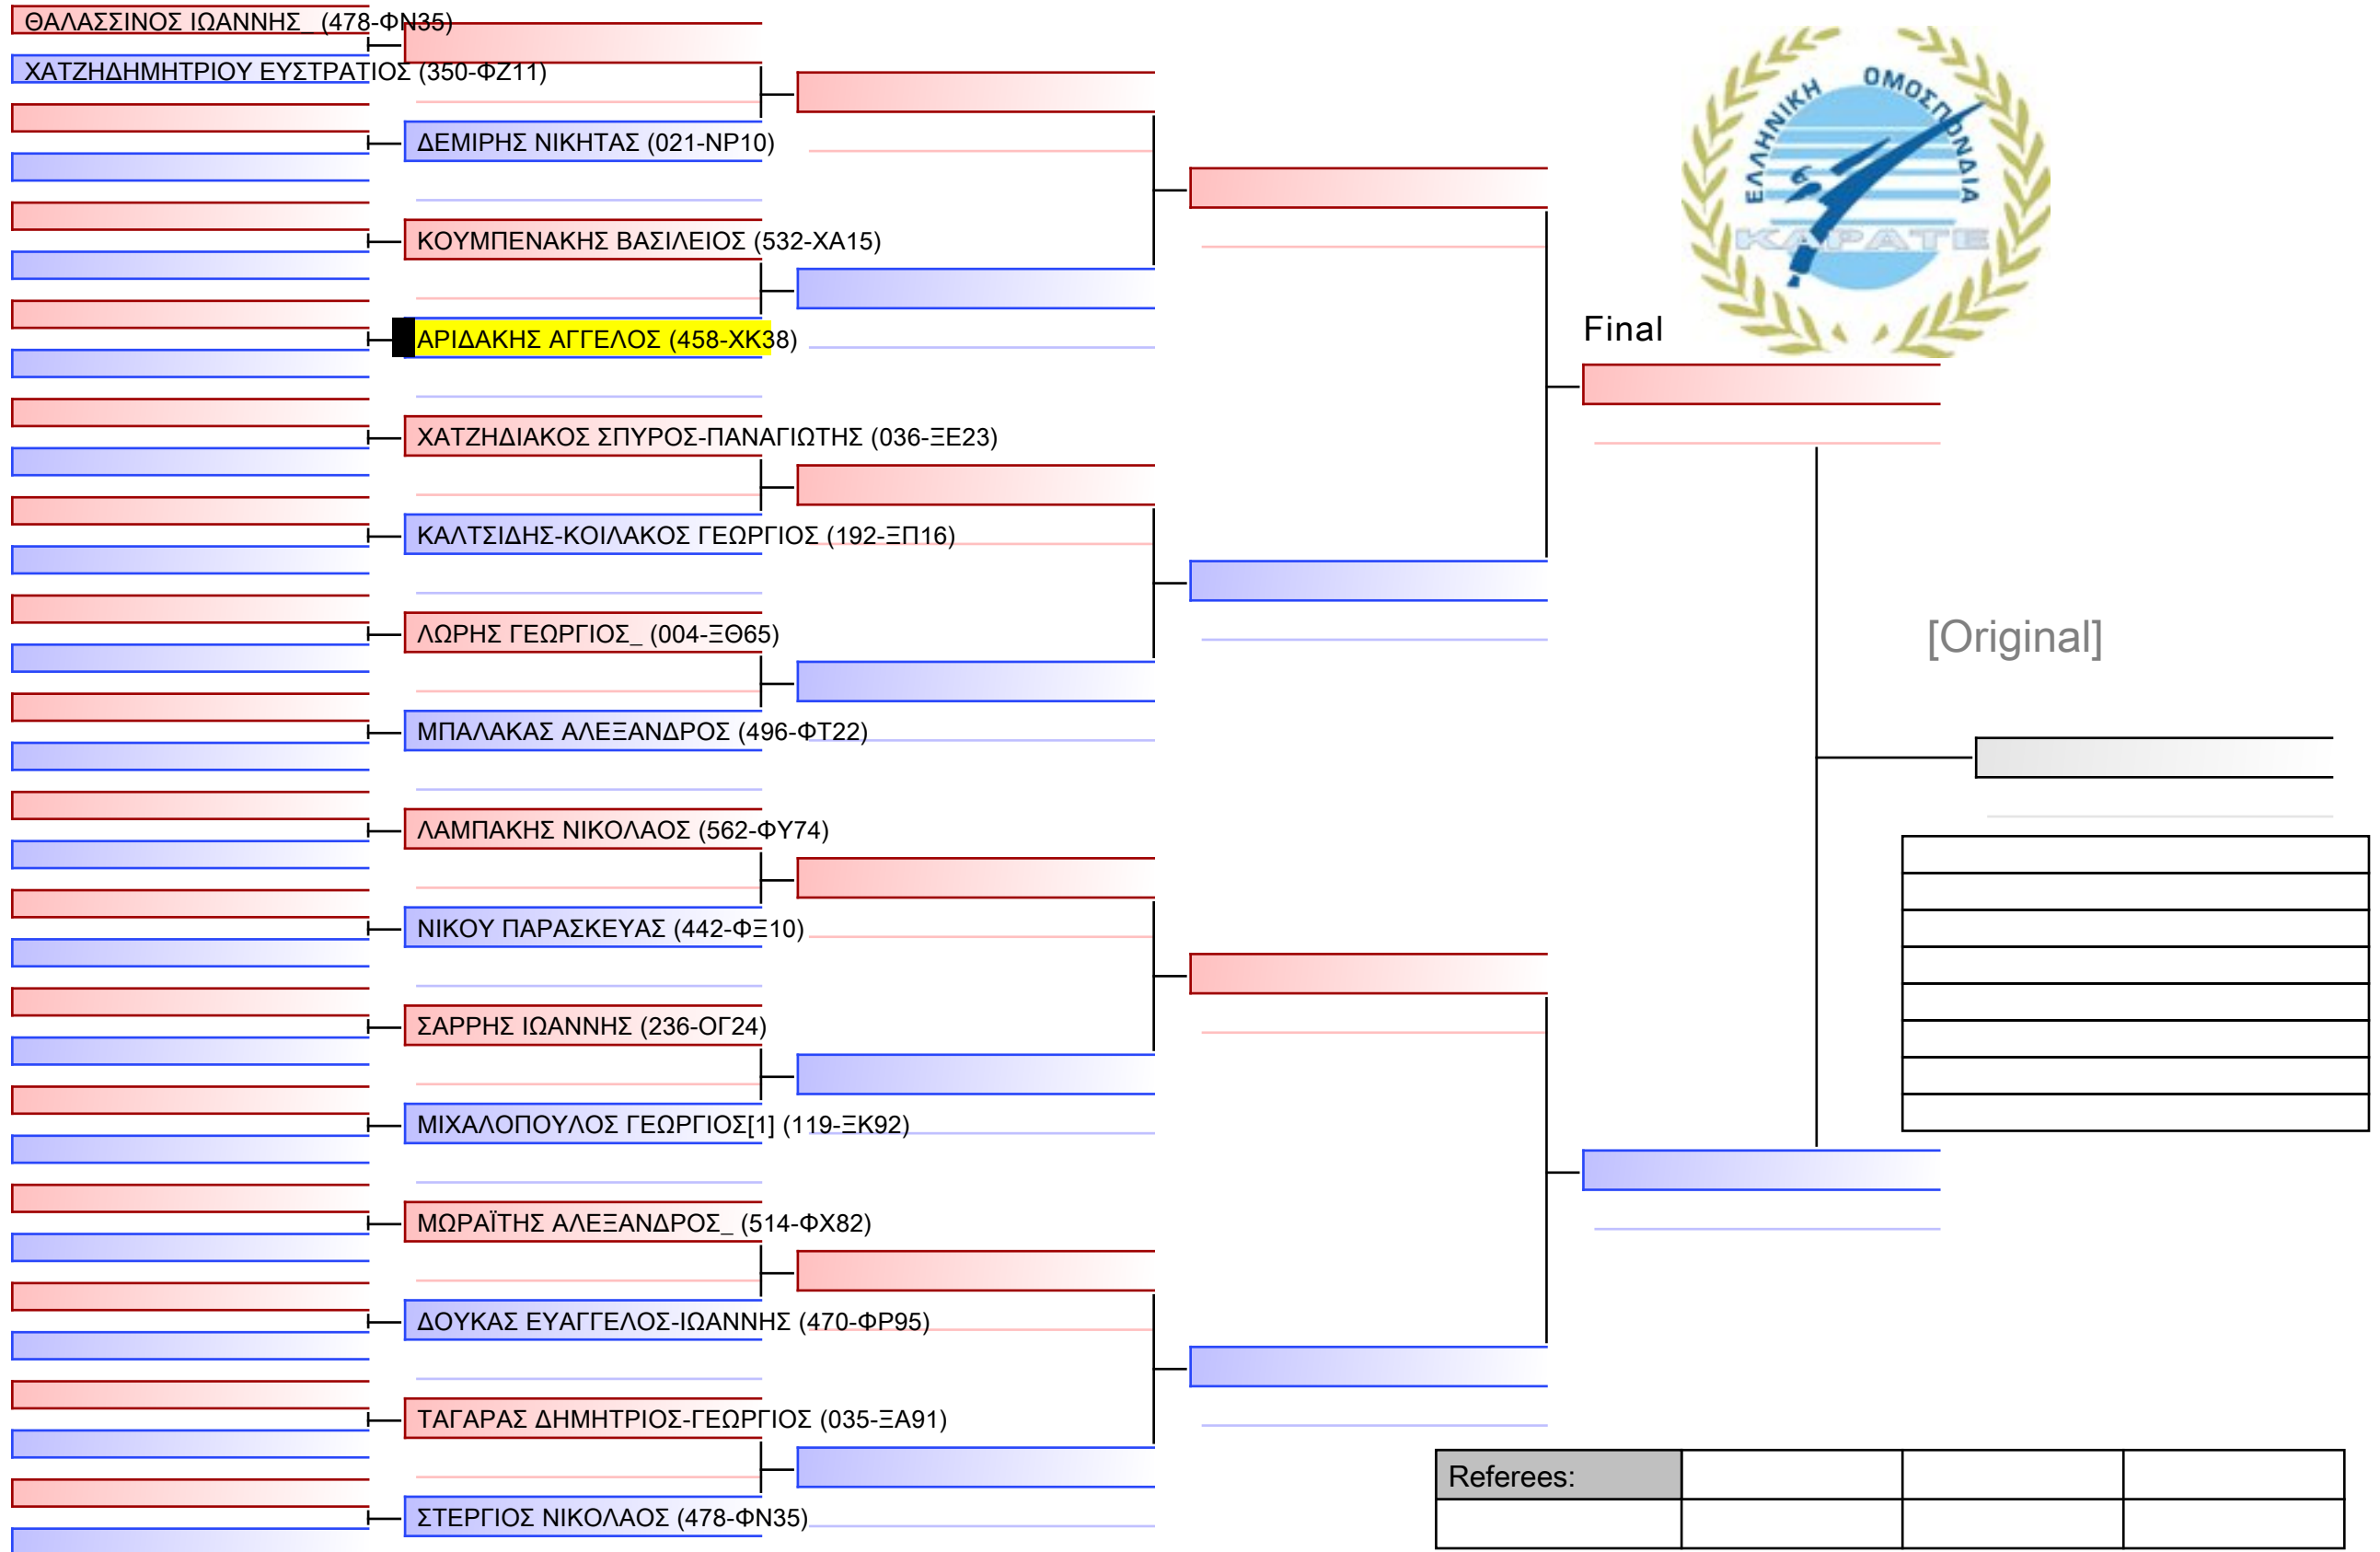 ΘΑΛΑΣΣΙΝΟΣ ΙΩΑΝΝΗΣ_ (478-ΦΝ35)
ΧΑΤΖΗΔΗΜΗΤΡΙΟΥ ΕΥΣΤΡΑΤΙΟΣ (350-ΦΖ11)
ΔΕΜΙΡΗΣ ΝΙΚΗΤΑΣ (021-ΝΡ10)
ΚΟΥΜΠΕΝΑΚΗΣ ΒΑΣΙΛΕΙΟΣ (532-ΧΑ15)
ΑΡΙΔΑΚΗΣ ΑΓΓΕΛΟΣ (458-ΧΚ38)
ΧΑΤΖΗΔΙΑΚΟΣ ΣΠΥΡΟΣ-ΠΑΝΑΓΙΩΤΗΣ (036-ΞΕ23)
ΚΑΛΤΣΙΔΗΣ-ΚΟΙΛΑΚΟΣ ΓΕΩΡΓΙΟΣ (192-ΞΠ16)
ΛΩΡΗΣ ΓΕΩΡΓΙΟΣ_ (004-ΞΘ65)
ΜΠΑΛΑΚΑΣ ΑΛΕΞΑΝΔΡΟΣ (496-ΦΤ22)
ΛΑΜΠΑΚΗΣ ΝΙΚΟΛΑΟΣ (562-ΦΥ74)
ΝΙΚΟΥ ΠΑΡΑΣΚΕΥΑΣ (442-ΦΞ10)
ΣΑΡΡΗΣ ΙΩΑΝΝΗΣ (236-ΟΓ24)
ΜΙΧΑΛΟΠΟΥΛΟΣ ΓΕΩΡΓΙΟΣ[1] (119-ΞΚ92)
ΜΩΡΑΪΤΗΣ ΑΛΕΞΑΝΔΡΟΣ_ (514-ΦΧ82)
ΔΟΥΚΑΣ ΕΥΑΓΓΕΛΟΣ-ΙΩΑΝΝΗΣ (470-ΦΡ95)
ΤΑΓΑΡΑΣ ΔΗΜΗΤΡΙΟΣ-ΓΕΩΡΓΙΟΣ (035-ΞΑ91)
ΣΤΕΡΓΙΟΣ ΝΙΚΟΛΑΟΣ (478-ΦΝ35)
ΕΛΛΗΝΙΚΗ ΟΜΟΣΠΟΝΔΙΑ
ΚΑΡΑΤΕ
Final
[Original]
Referees: